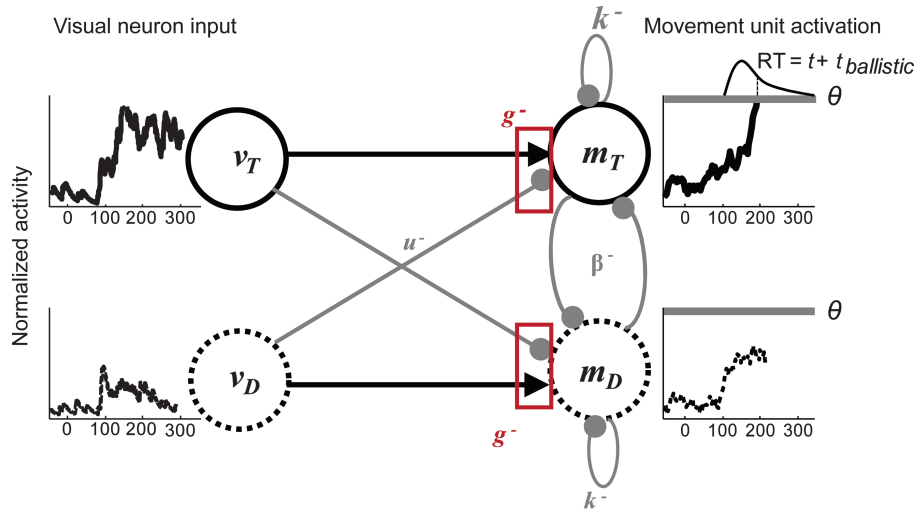 Visual neuron input
k⁻
Movement unit activation
RT = t + t ballistic
θ
g⁻
v_T
m_T
0 100 200 300
0 100 200 300
Normalized activity
u⁻
β⁻
θ
v_D
m_D
0 100 200 300
0 100 200 300
g⁻
k⁻